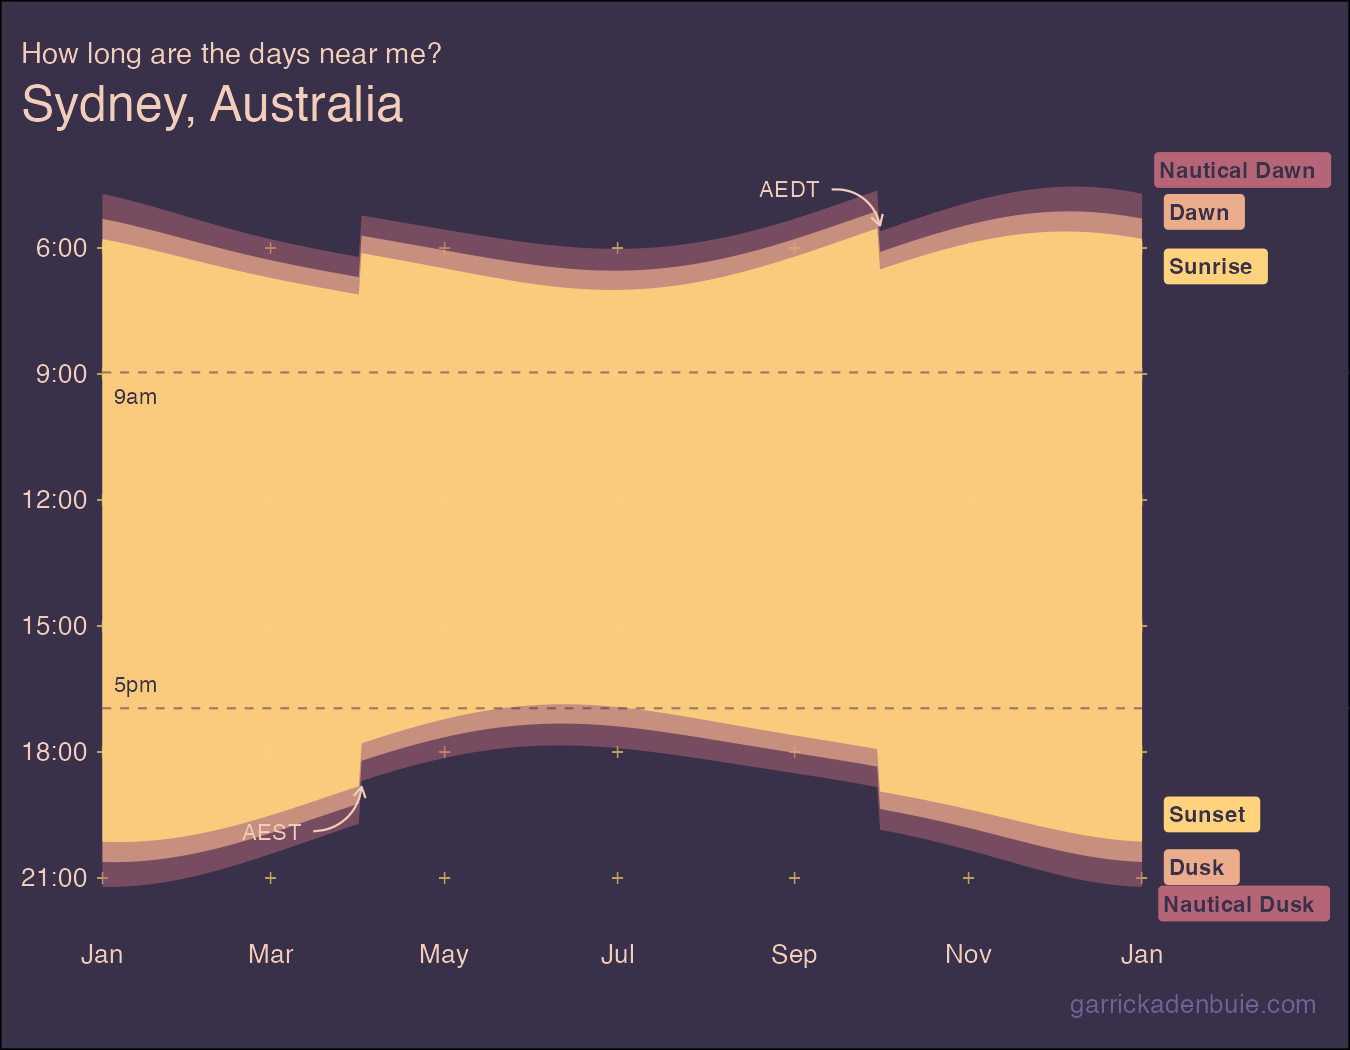 How long are the days near me?
Sydney, Australia
Nautical Dawn
AEDT
Dawn
6:00
Sunrise
9:00
9am
12:00
15:00
5pm
18:00
Sunset
AEST
Dusk
21:00
Nautical Dusk
Jan Mar May Jul Sep Nov Jan
garrickadenbuie.com